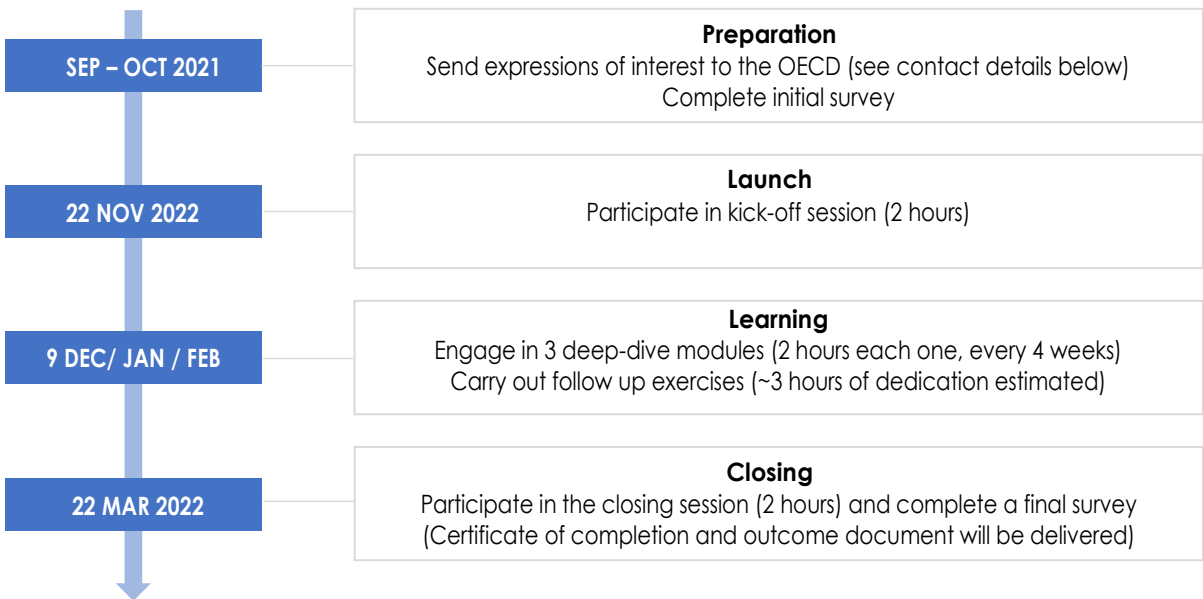 SEP – OCT 2021
Preparation
Send expressions of interest to the OECD (see contact details below)
Complete initial survey
22 NOV 2022
Launch
Participate in kick-off session (2 hours)
9 DEC/ JAN / FEB
Learning
Engage in 3 deep-dive modules (2 hours each one, every 4 weeks)
Carry out follow up exercises (~3 hours of dedication estimated)
22 MAR 2022
Closing
Participate in the closing session (2 hours) and complete a final survey
(Certificate of completion and outcome document will be delivered)